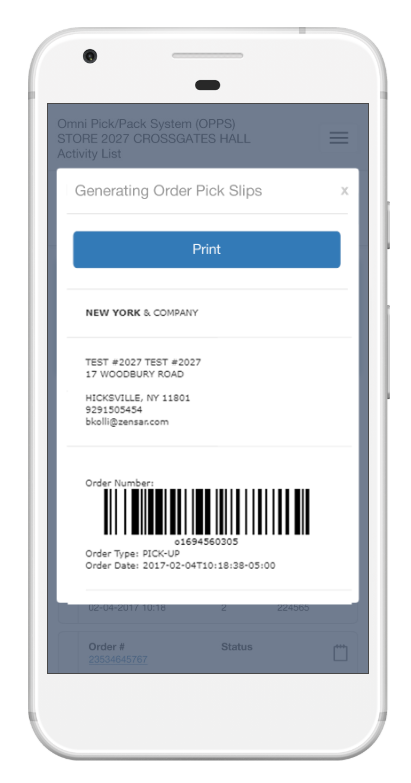 Omni Pick/Pack System (OPPS)
STORE 2027 CROSSGATES HALL
Activity List
Generating Order Pick Slips x
Print
NEW YORK & COMPANY
TEST #2027 TEST #2027
17 WOODBURY ROAD
HICKSVILLE, NY 11801
9291505454
bkolli@zensar.com
Order Number:
o1694560305
Order Type: PICK-UP
Order Date: 2017-02-04T10:18:38-05:00
02-04-2017 10:18 2 224565
Order # Status
23534645767